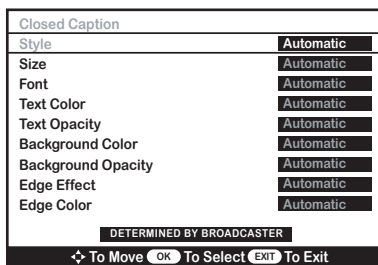 Closed Caption
Style Automatic
Size Automatic
Font Automatic
Text Color Automatic
Text Opacity Automatic
Background Color Automatic
Background Opacity Automatic
Edge Effect Automatic
Edge Color Automatic
DETERMINED BY BROADCASTER
To Move OK To Select EXIT To Exit